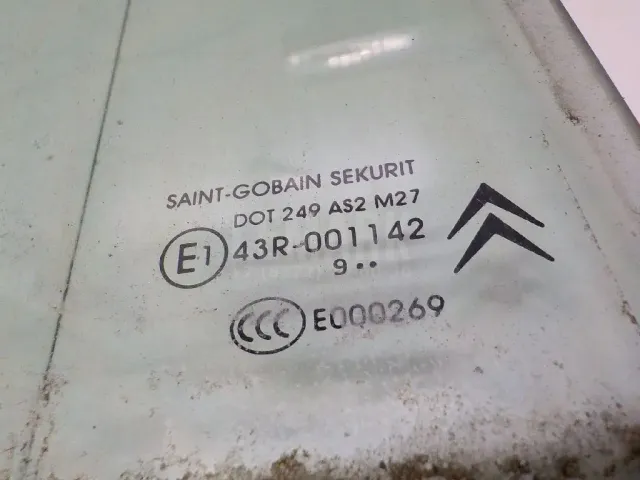 SAINT-GOBAIN SEKURIT
DOT 249 AS2 M27
E1 43R-001142
9 ••
CCC E000269